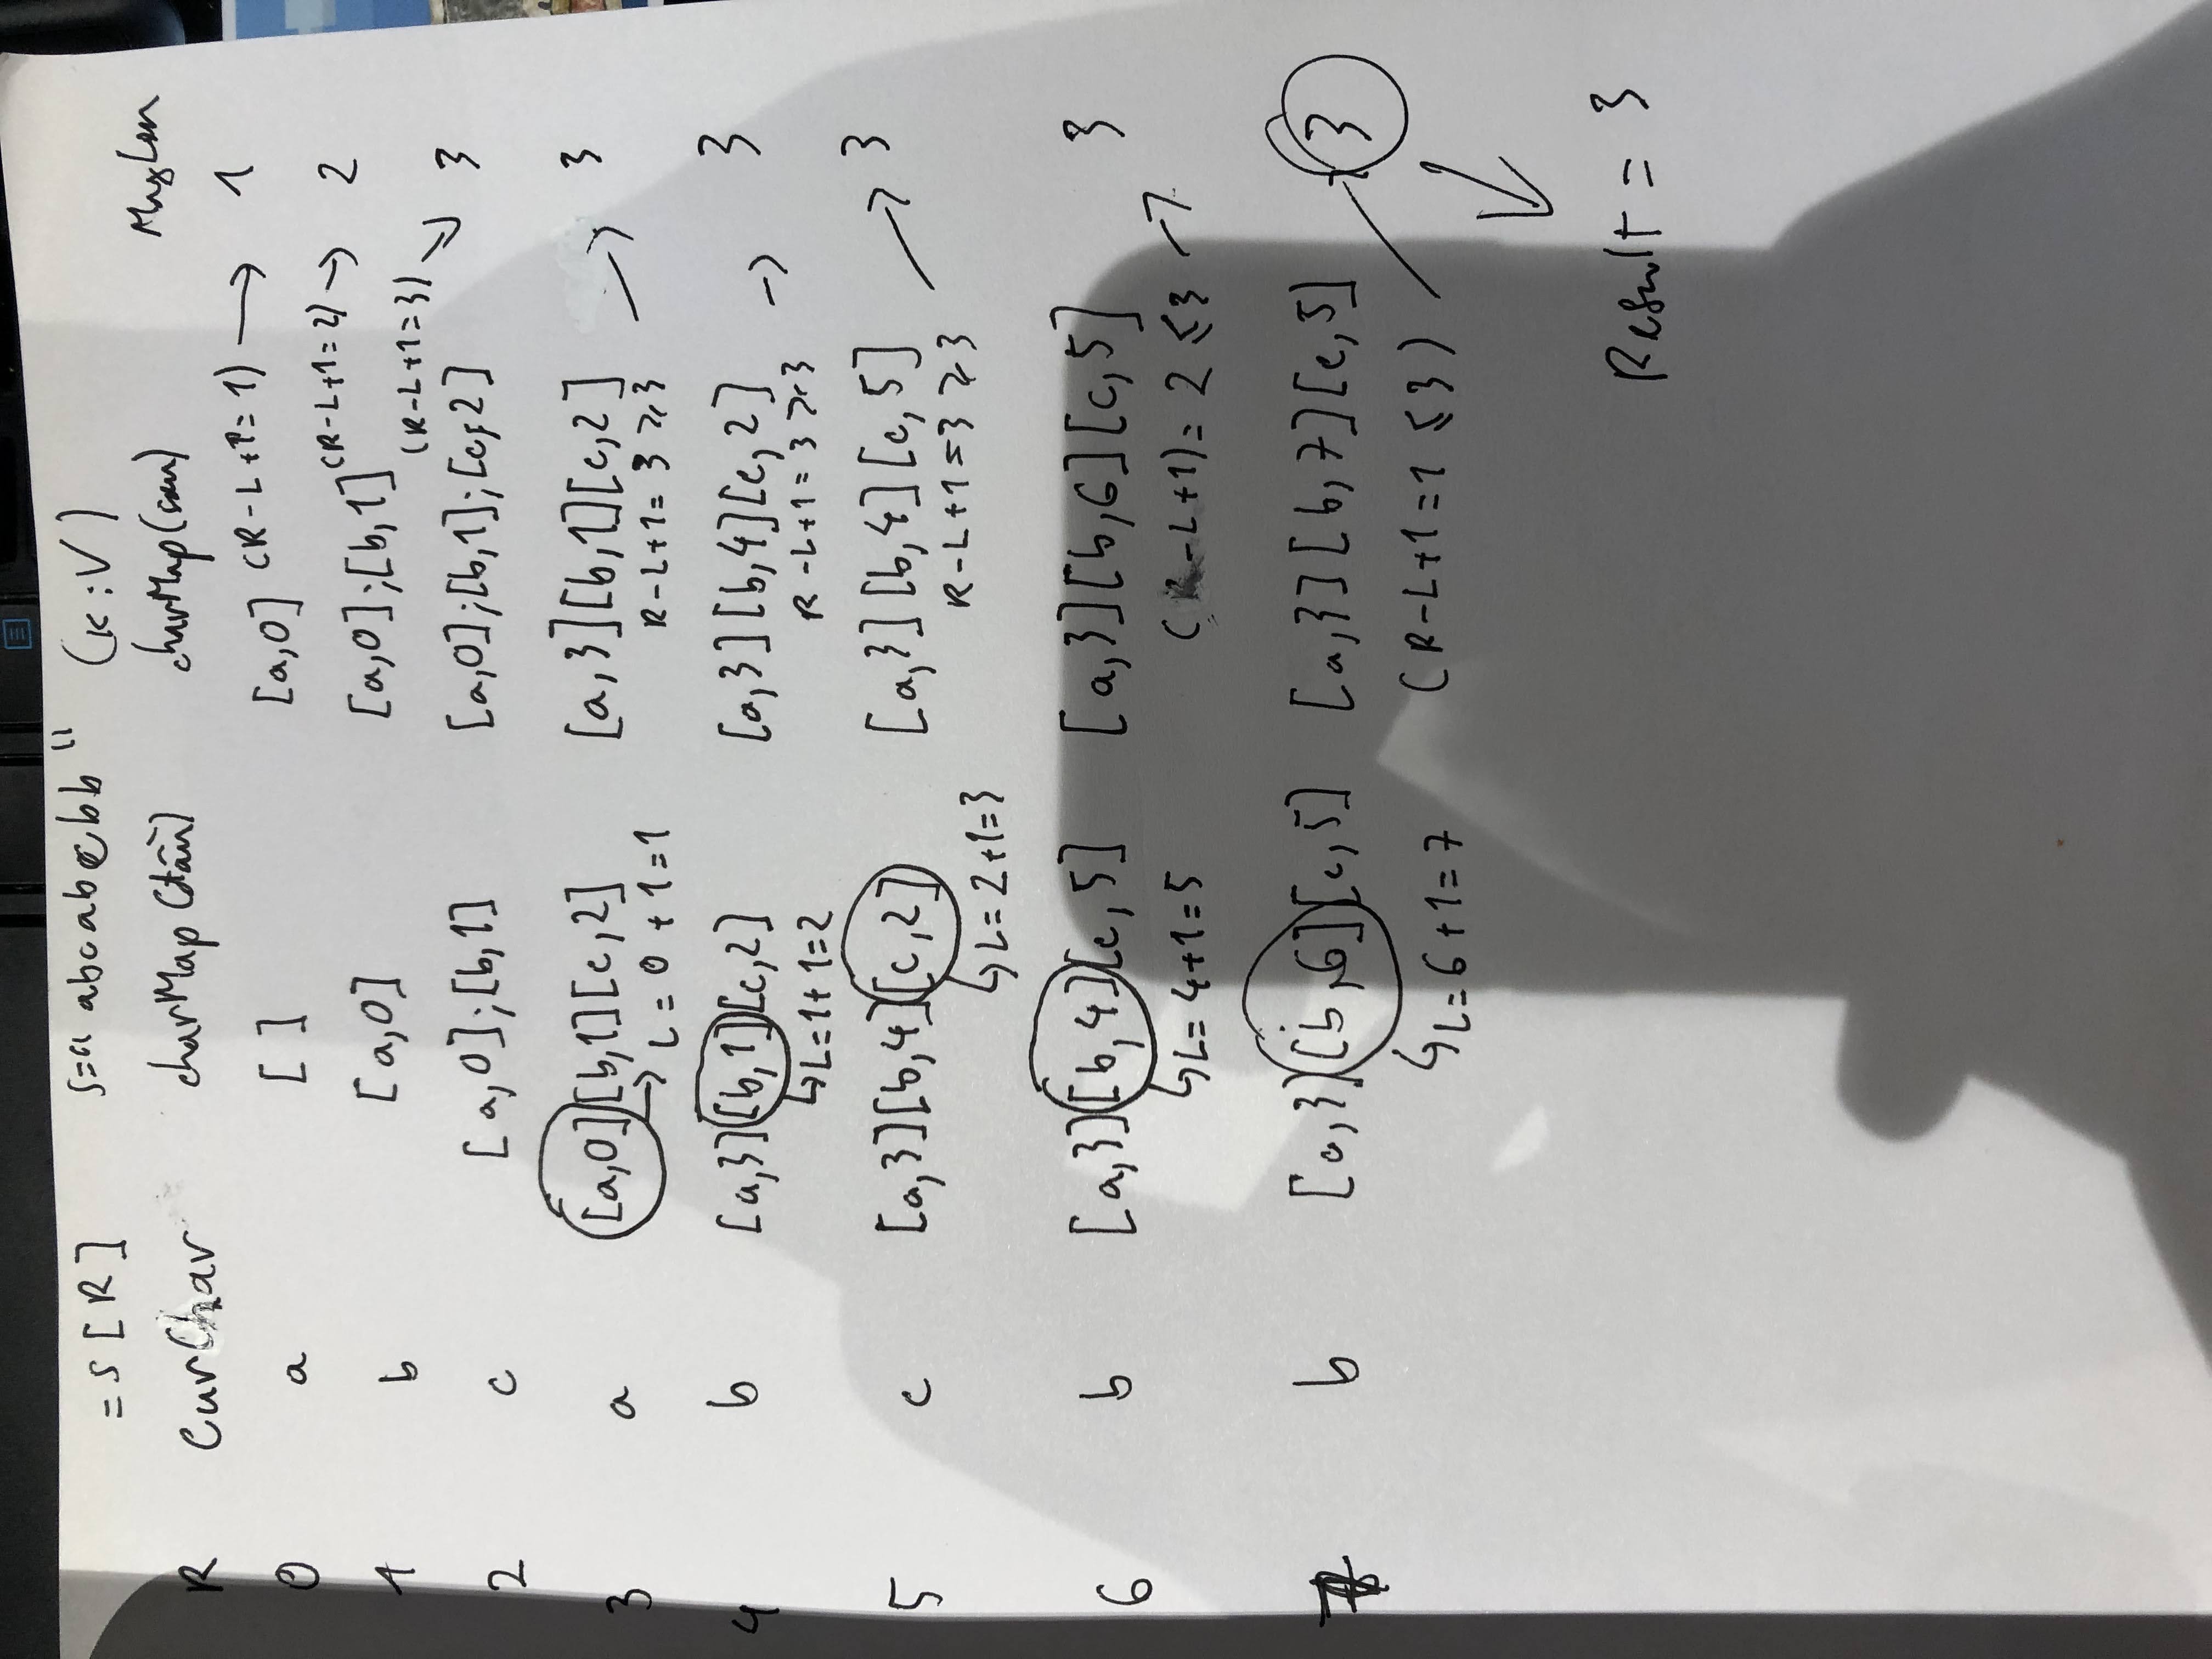 = S [ R ] S=" abcabcbb " (K:V)
R CurChar charMap (đầu) charMap (sau) MaxLen
0 a [ ] [a,0] (R-L+1=1) → 1
1 b [a,0] [a,0];[b,1] (R-L+1=2) → 2
(R-L+1=3)
2 c [a,0];[b,1] [a,0];[b,1];[c,2] ↘ 3
3 a [a,0][b,1][c,2] [a,3][b,1][c,2] → 3
→ L = 0 + 1 = 1 R-L+1= 3 ≥ 3
4 b [a,3][b,1][c,2] [a,3][b,4][c,2] → 3
↳ L=1+1=2 R-L+1 = 3 ≥ 3
5 c [a,3][b,4][c,2] [a,3][b,4][c,5] → 3
↳ L= 2+1=3 R-L+1=3 ≥ 3
6 b [a,3][b,4][c,5] [a,3][b,6][c,5] 3
↳ L= 4+1=5 (R-L+1)= 2 ≤ 3 →
7 b [a,3][b,6][c,5] [a,3][b,7][c,5] → 3
↳ L=6+1=7 (R-L+1=1 ≤ 3)
Result = 3